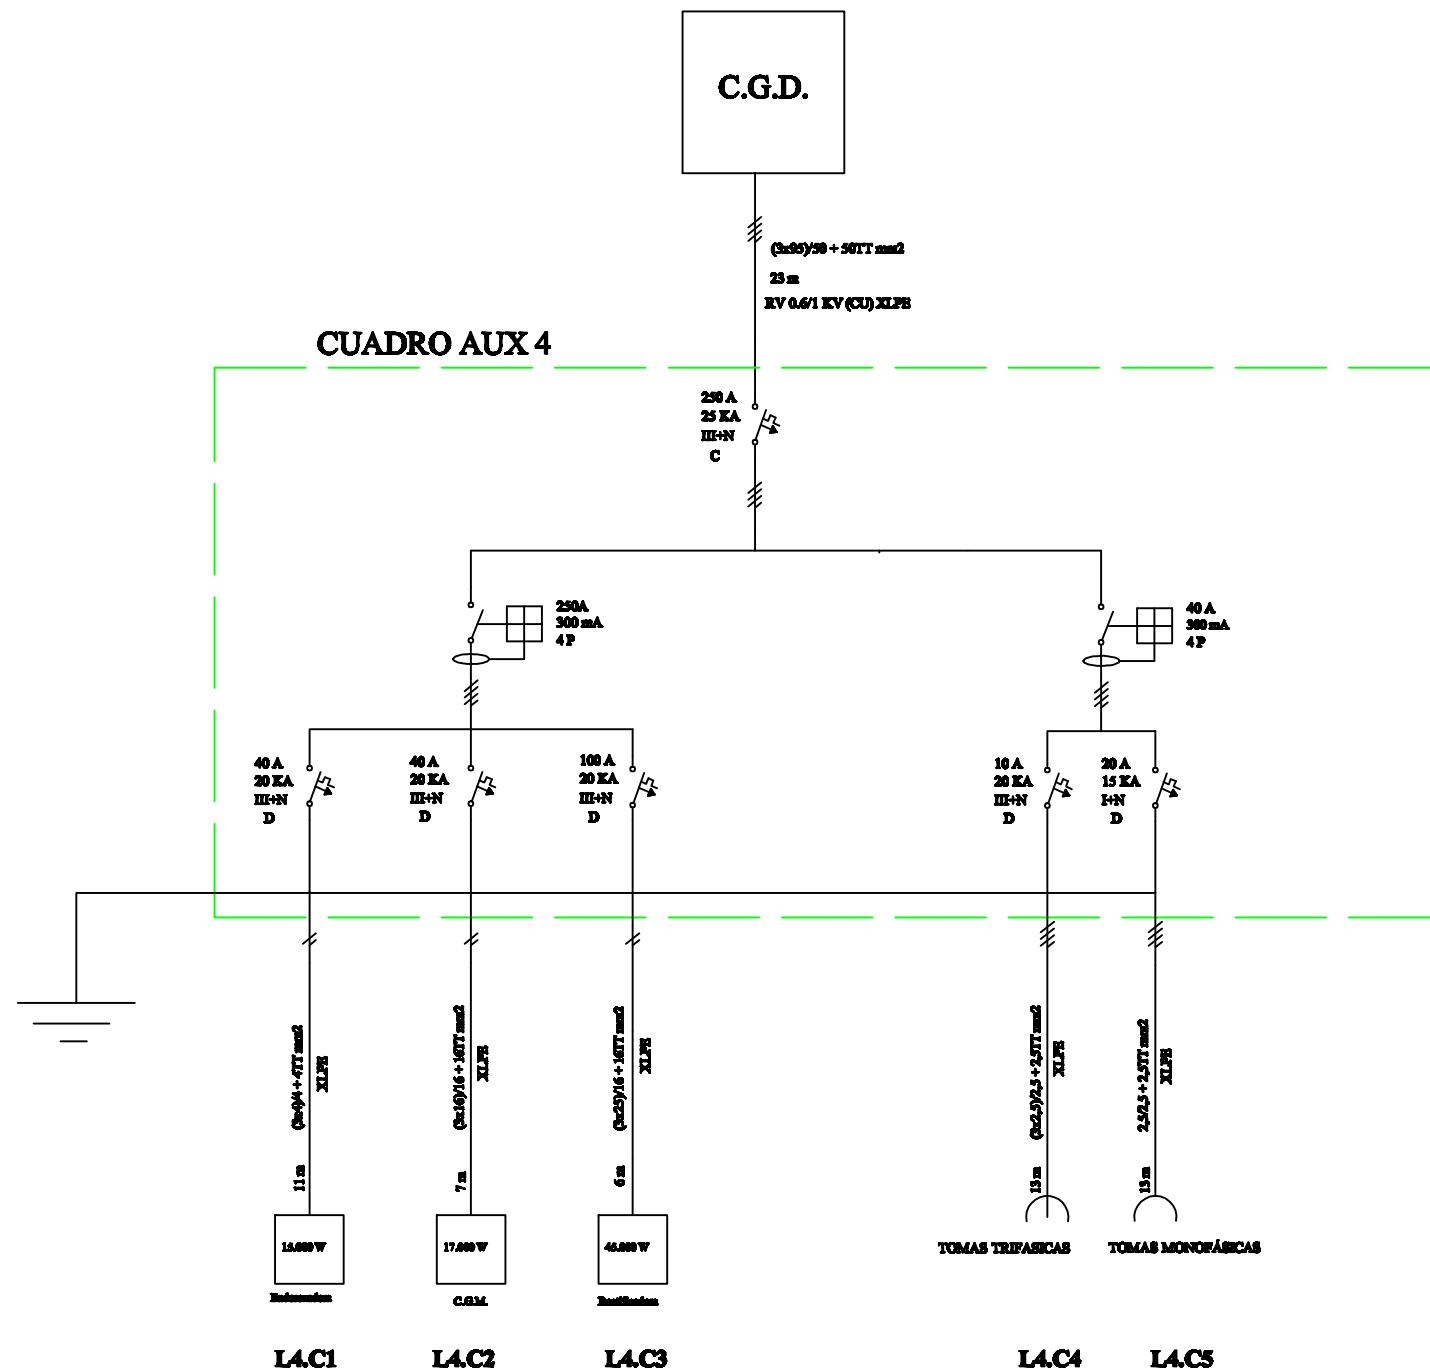 C.G.D.
(3x95)/50 + 50TT mm2
23 m
RV 0.6/1 KV (CU) XLPE
CUADRO AUX 4
250 A
25 KA
III+N
C
250A
300 mA
4 P
40 A
300 mA
4 P
40 A
20 KA
III+N
D
40 A
20 KA
III+N
D
100 A
20 KA
III+N
D
10 A
20 KA
III+N
D
20 A
15 KA
I+N
D
(3x4)/4 + 4TT mm2
XLPE
11 m
(3x16)/16 + 16TT mm2
XLPE
7 m
(3x25)/16 + 16TT mm2
XLPE
6 m
(3x2,5)/2,5 + 2,5TT mm2
XLPE
13 m
2,5/2,5 + 2,5TT mm2
XLPE
13 m
15.000 W
17.000 W
45.000 W
C.G.M.
Rectificadora
TOMAS TRIFASICAS
TOMAS MONOFÁSICAS
L4.C1
L4.C2
L4.C3
L4.C4
L4.C5